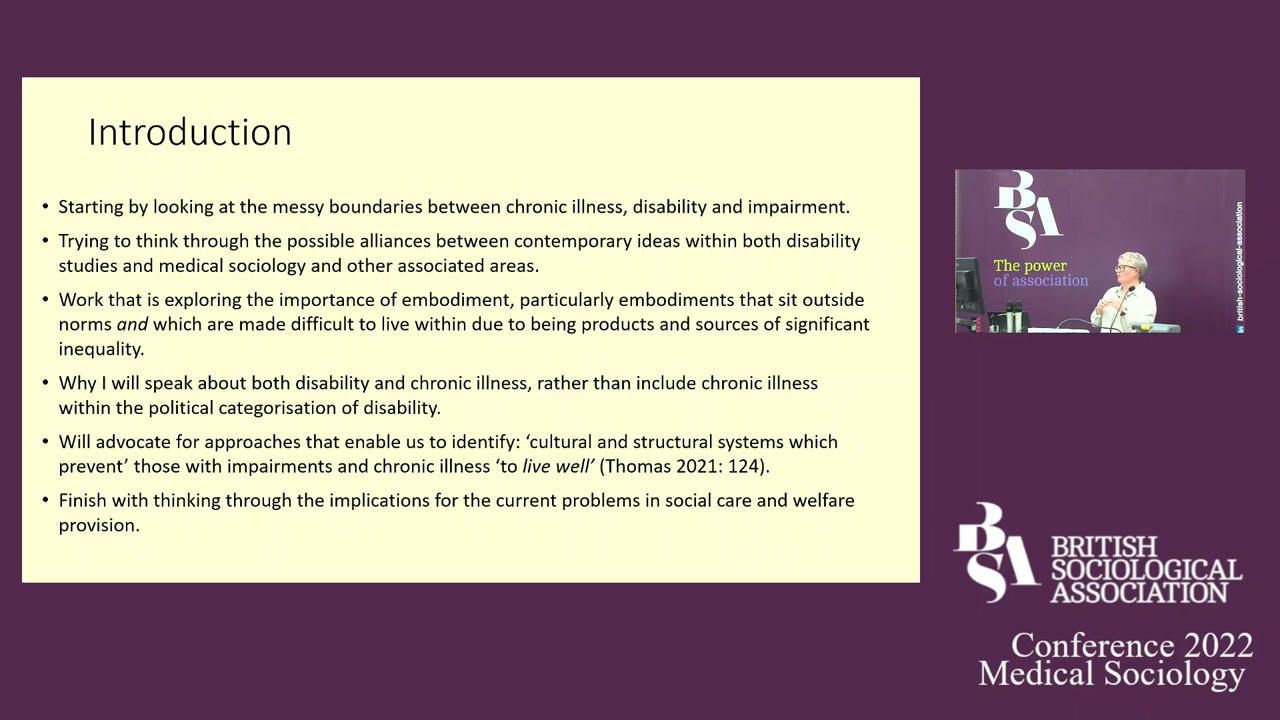 Introduction
• Starting by looking at the messy boundaries between chronic illness, disability and impairment.
• Trying to think through the possible alliances between contemporary ideas within both disability
studies and medical sociology and other associated areas.
• Work that is exploring the importance of embodiment, particularly embodiments that sit outside
norms and which are made difficult to live within due to being products and sources of significant
inequality.
• Why I will speak about both disability and chronic illness, rather than include chronic illness
within the political categorisation of disability.
• Will advocate for approaches that enable us to identify: ‘cultural and structural systems which
prevent’ those with impairments and chronic illness ‘to live well’ (Thomas 2021: 124).
• Finish with thinking through the implications for the current problems in social care and welfare
provision.
BSA
The power
of association
british-sociological-association
in
BSA
BRITISH
SOCIOLOGICAL
ASSOCIATION
Conference 2022
Medical Sociology